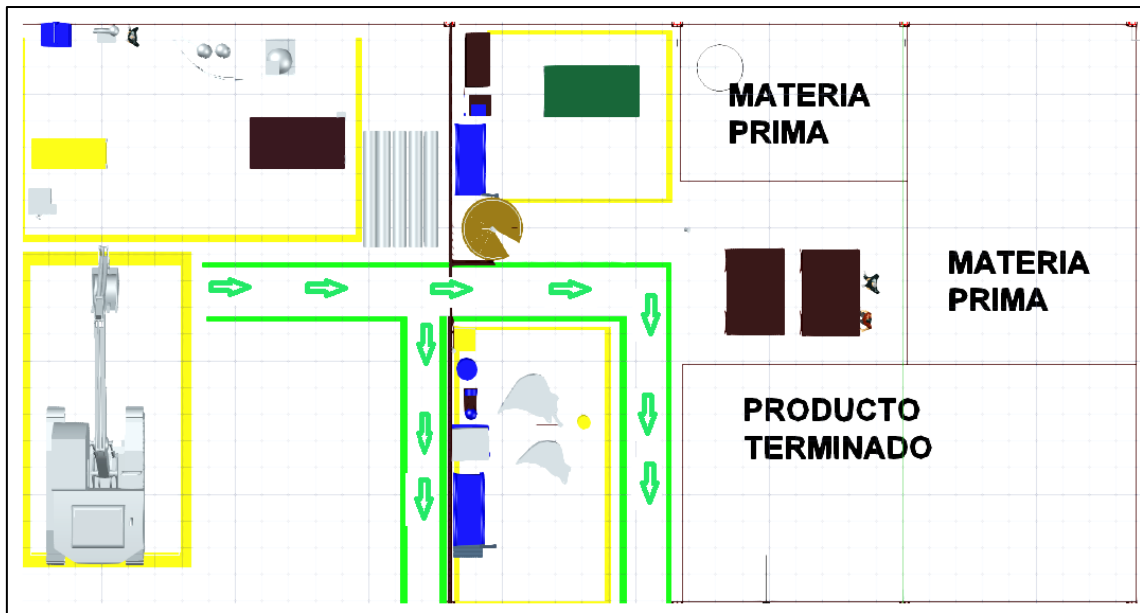 MATERIA
PRIMA
MATERIA
PRIMA
PRODUCTO
TERMINADO